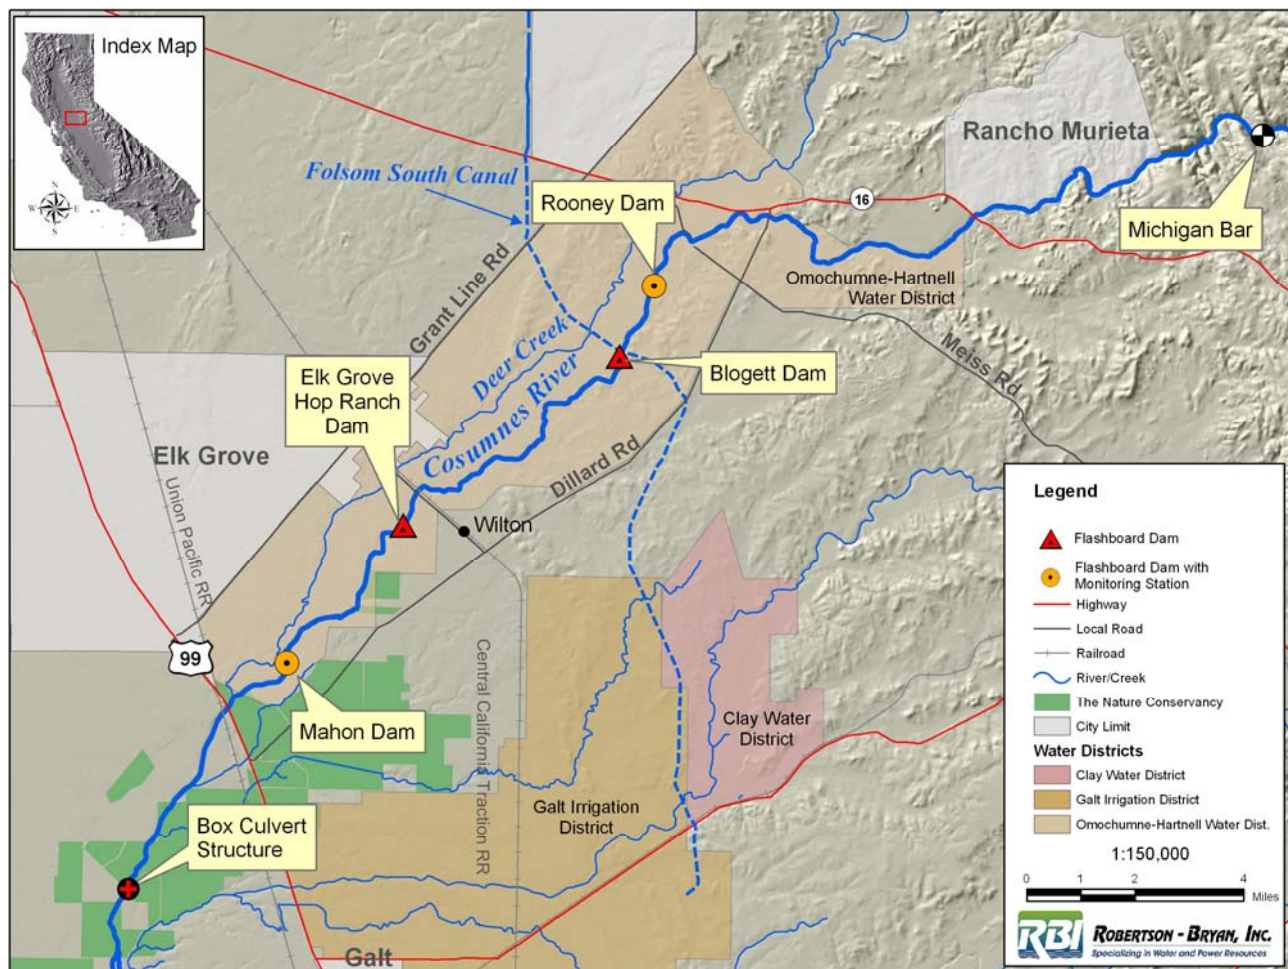 Index Map
N
W
E
S
Folsom South Canal
Rooney Dam
Rancho Murieta
16
Michigan Bar
Omochumne-Hartnell
Water District
Grant Line Rd
Deer Creek
Cosumnes River
Meiss Rd
Elk Grove
Hop Ranch
Dam
Blogett Dam
Elk Grove
Dillard Rd
Union Pacific RR
Wilton
99
Central California Traction RR
Mahon Dam
Clay Water
District
Galt Irrigation
District
Box Culvert
Structure
Galt
Legend
Flashboard Dam
Flashboard Dam with
Monitoring Station
Highway
Local Road
Railroad
River/Creek
The Nature Conservancy
City Limit
Water Districts
Clay Water District
Galt Irrigation District
Omochumne-Hartnell Water Dist.
1:150,000
0 1 2 4
Miles
RBI ROBERTSON - BRYAN, INC.
Specializing in Water and Power Resources